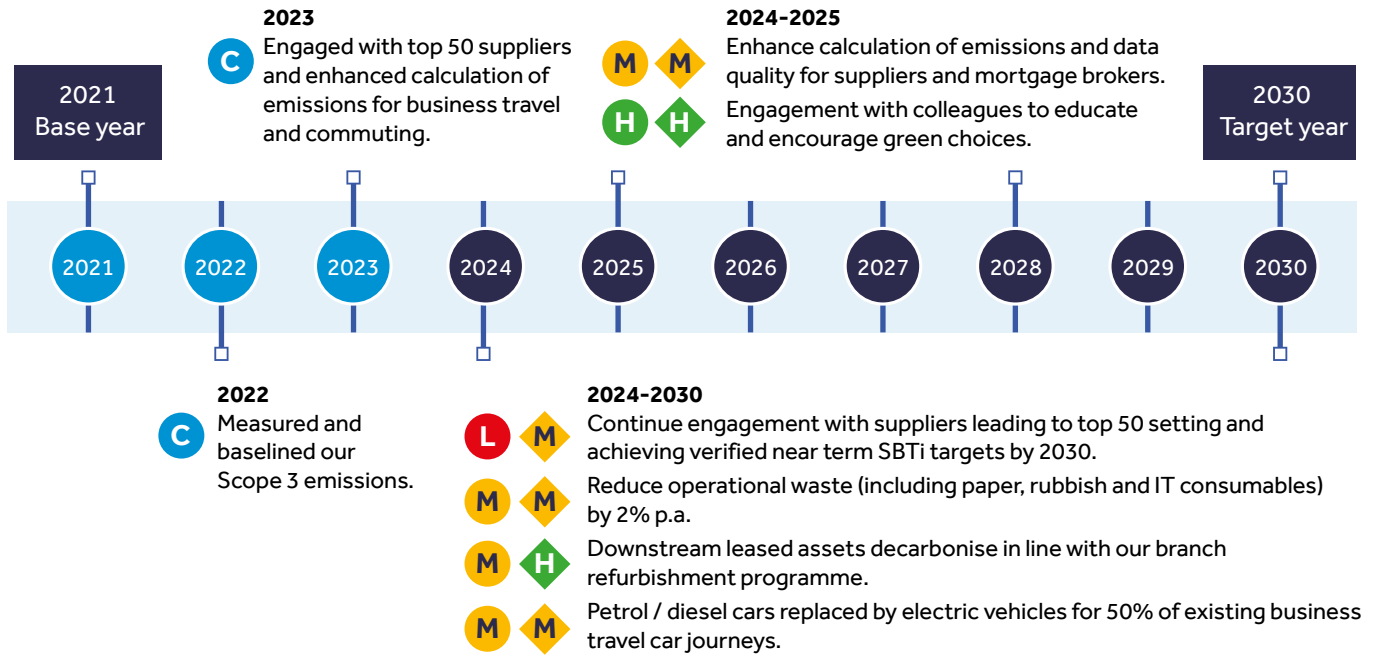 2021
Base year
2023
C
Engaged with top 50 suppliers
and enhanced calculation of
emissions for business travel
and commuting.
2024-2025
M M
Enhance calculation of emissions and data
quality for suppliers and mortgage brokers.
H H
Engagement with colleagues to educate
and encourage green choices.
2030
Target year
2021 2022 2023 2024 2025 2026 2027 2028 2029 2030
2022
C
Measured and
baselined our
Scope 3 emissions.
2024-2030
L M
Continue engagement with suppliers leading to top 50 setting and
achieving verified near term SBTi targets by 2030.
M M
Reduce operational waste (including paper, rubbish and IT consumables)
by 2% p.a.
M H
Downstream leased assets decarbonise in line with our branch
refurbishment programme.
M M
Petrol / diesel cars replaced by electric vehicles for 50% of existing business
travel car journeys.